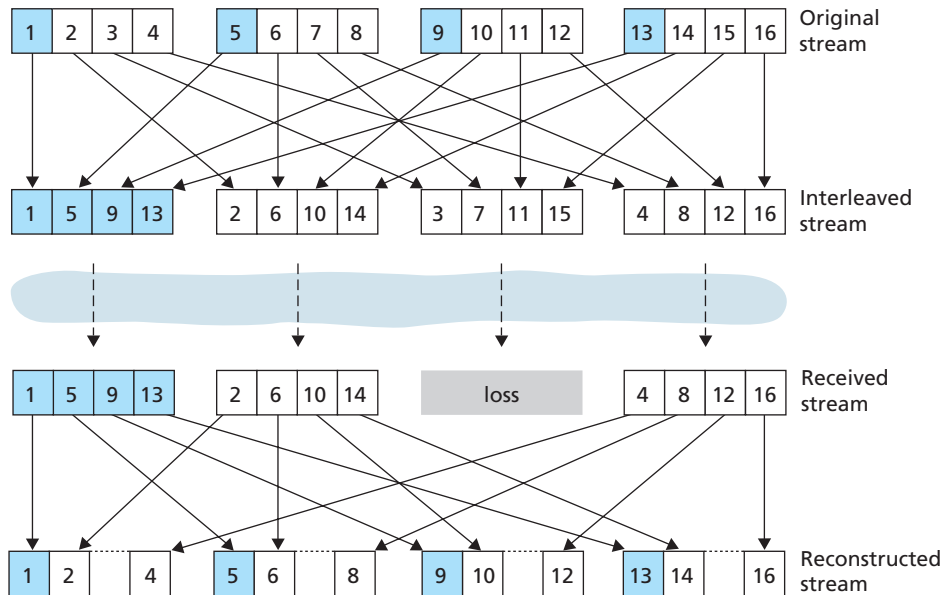 1 2 3 4 5 6 7 8 9 10 11 12 13 14 15 16 Original
stream
1 5 9 13 2 6 10 14 3 7 11 15 4 8 12 16 Interleaved
stream
1 5 9 13 2 6 10 14 loss 4 8 12 16 Received
stream
1 2 4 5 6 8 9 10 12 13 14 16 Reconstructed
stream